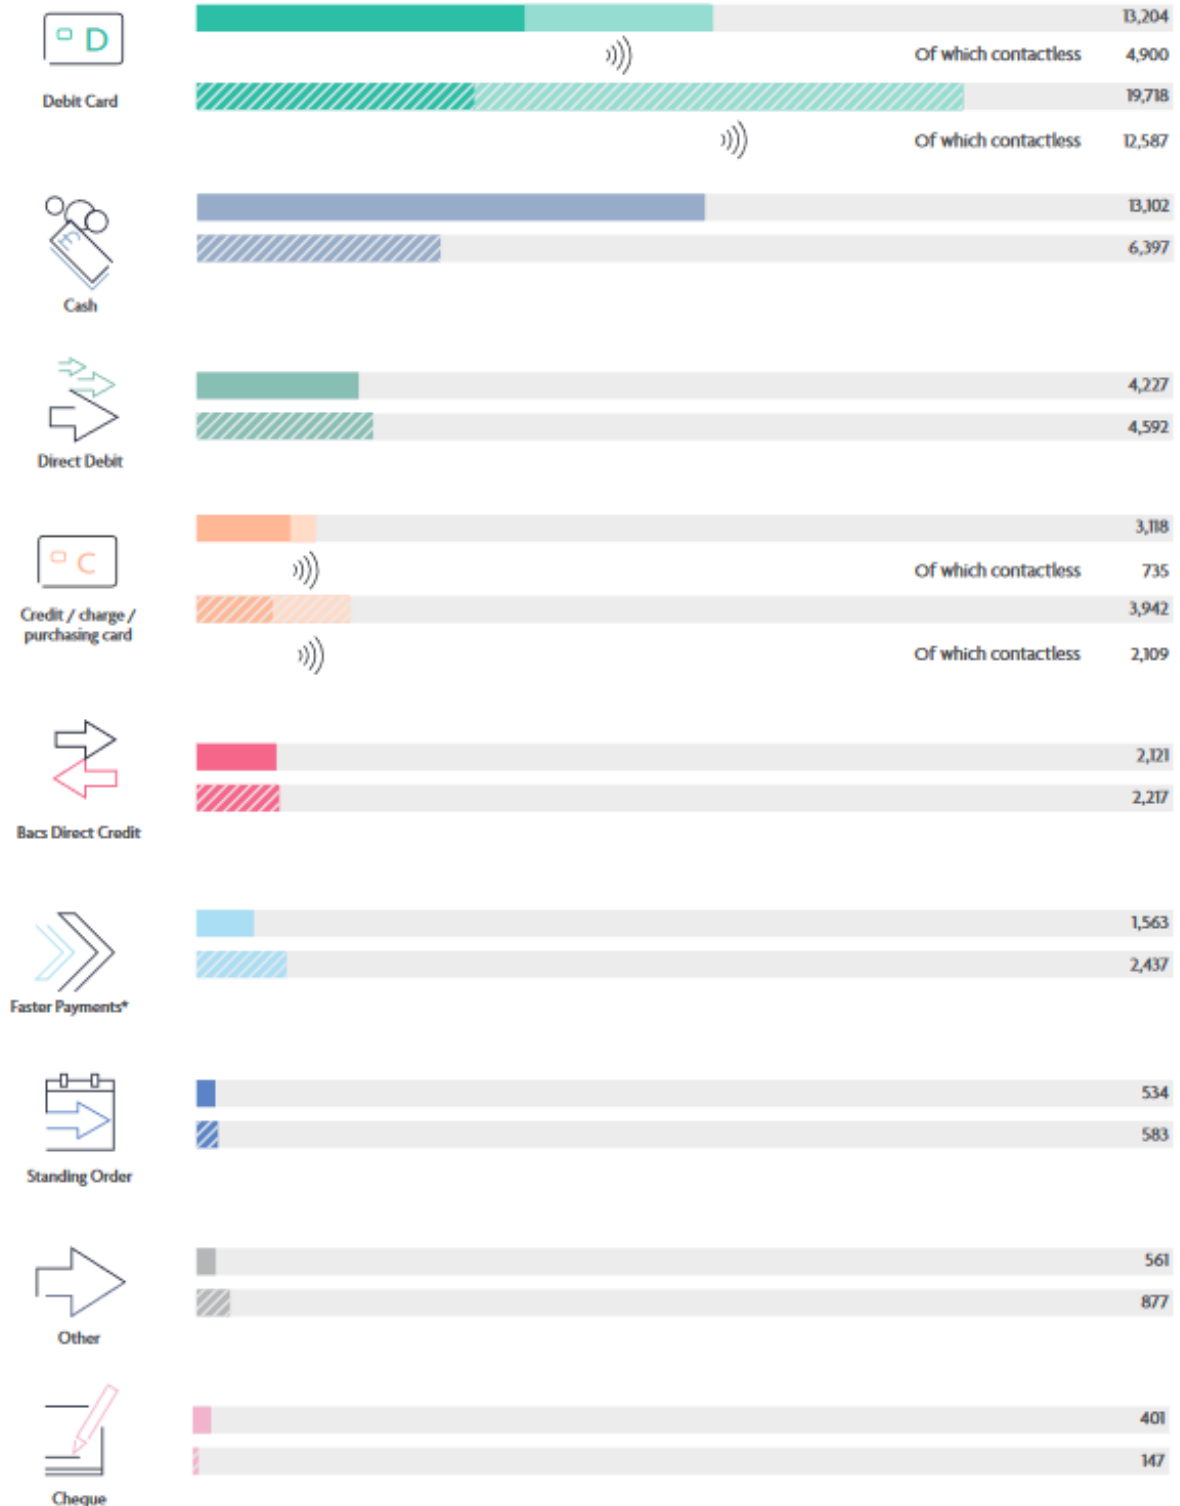 D
13,204
Of which contactless 4,900
Debit Card
19,718
Of which contactless 12,587
£
13,102
6,397
Cash
4,227
4,592
Direct Debit
3,118
C
Of which contactless 735
Credit / charge /
purchasing card
3,942
Of which contactless 2,109
2,121
2,217
Bacs Direct Credit
1,563
2,437
Faster Payments*
534
583
Standing Order
561
877
Other
401
147
Cheque